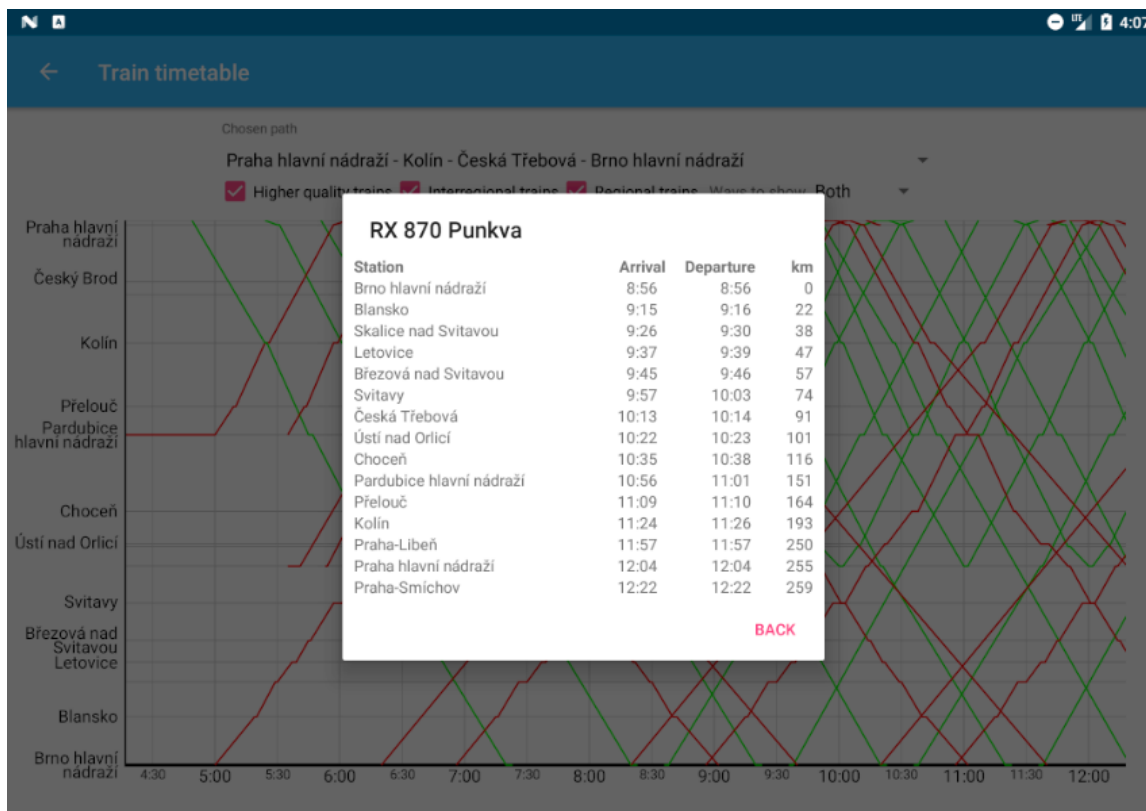 N A 4:07
LTE
Train timetable
Chosen path
Praha hlavní nádraží - Kolín - Česká Třebová - Brno hlavní nádraží
Higher quality trains Interregional trains Regional trains Ways to show Both
Praha hlavní
nádraží
Český Brod
Kolín
Přelouč
Pardubice
hlavní nádraží
Choceň
Ústí nad Orlicí
Svitavy
Březová nad
Svitavou
Letovice
Blansko
Brno hlavní
nádraží
RX 870 Punkva
Station Arrival Departure km
Brno hlavní nádraží 8:56 8:56 0
Blansko 9:15 9:16 22
Skalice nad Svitavou 9:26 9:30 38
Letovice 9:37 9:39 47
Březová nad Svitavou 9:45 9:46 57
Svitavy 9:57 10:03 74
Česká Třebová 10:13 10:14 91
Ústí nad Orlicí 10:22 10:23 101
Choceň 10:35 10:38 116
Pardubice hlavní nádraží 10:56 11:01 151
Přelouč 11:09 11:10 164
Kolín 11:24 11:26 193
Praha-Libeň 11:57 11:57 250
Praha hlavní nádraží 12:04 12:04 255
Praha-Smíchov 12:22 12:22 259
BACK
4:30 5:00 5:30 6:00 6:30 7:00 7:30 8:00 8:30 9:00 9:30 10:00 10:30 11:00 11:30 12:00